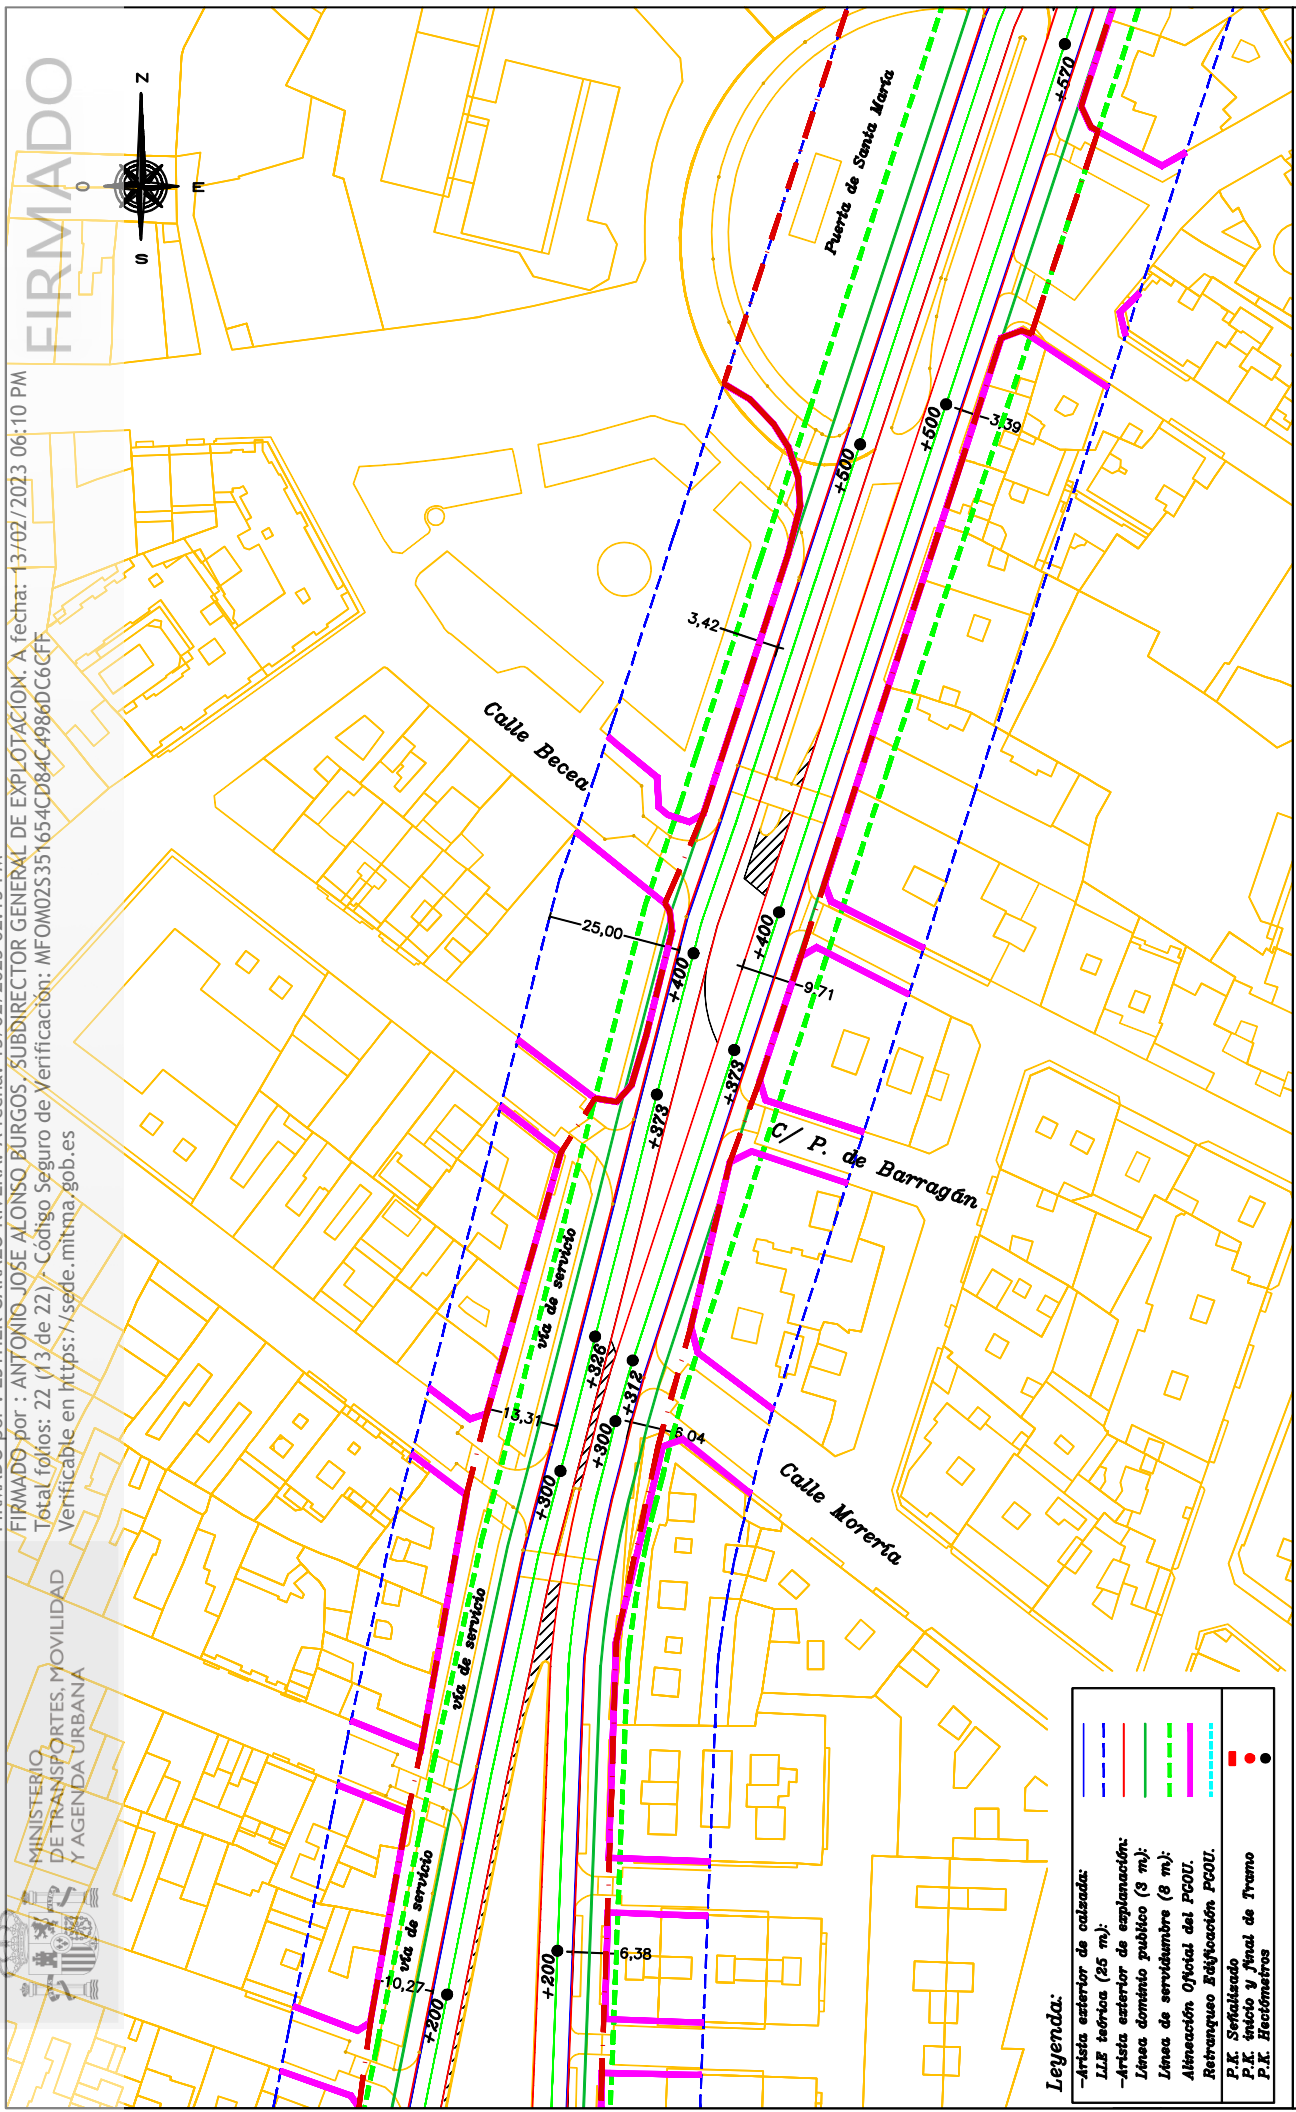 FIRMADO por : ANTONIO JOSE ALONSO BURGOS, SUBDIRECTOR GENERAL DE EXPLOTACION. A fecha: 13/02/2023 06:10 PM
Total folios: 22 (13 de 22) - Código Seguro de Verificación: MFOM02S3351654CD84C4986DC6CFF
Verificable en https://sede.mitma.gob.es
FIRMADO
MINISTERIO
DE TRANSPORTES, MOVILIDAD
Y AGENDA URBANA
N
O
E
S
Puerta de Santa María
+570
+500
+500
3,39
3,42
Calle Becea
25,00
+400
+400
9,71
+373
+373
C/ P. de Barragán
vía de servicio
+326
+312
13,31
+300
+300
6,04
Calle Morería
vía de servicio
vía de servicio
10,27
+200
+200
6,38
Leyenda:
-Arista exterior de calzada:
LLE teórica (25 m):
-Arista exterior de explanación:
Línea dominio publico (3 m):
Línea de servidumbre (8 m):
Alineación Oficial del PGOU.
Retranqueo Edificación PGOU.
P.K. Señalizado
P.K. inicio y final de Tramo
P.K. Hectómetros